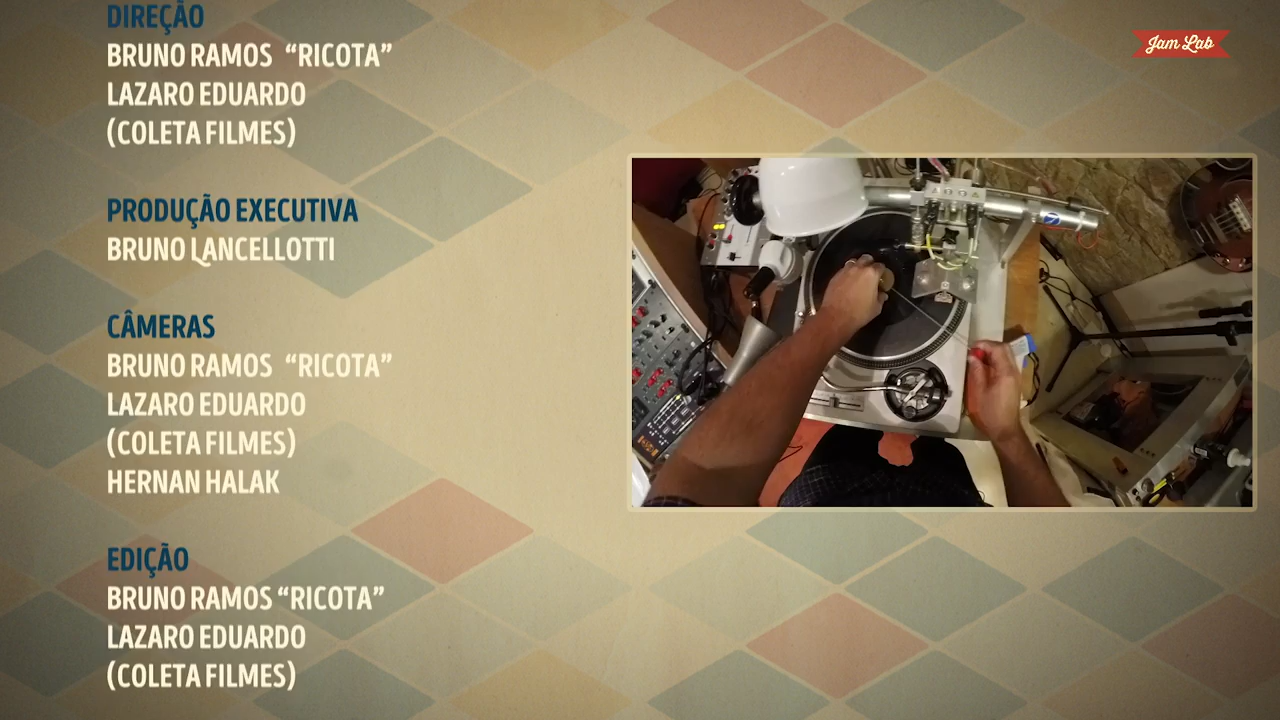 DIREÇÃO
BRUNO RAMOS “RICOTA”
LAZARO EDUARDO
(COLETA FILMES)
PRODUÇÃO EXECUTIVA
BRUNO LANCELLOTTI
CÂMERAS
BRUNO RAMOS “RICOTA”
LAZARO EDUARDO
(COLETA FILMES)
HERNAN HALAK
EDIÇÃO
BRUNO RAMOS “RICOTA”
LAZARO EDUARDO
(COLETA FILMES)
Jam Lab